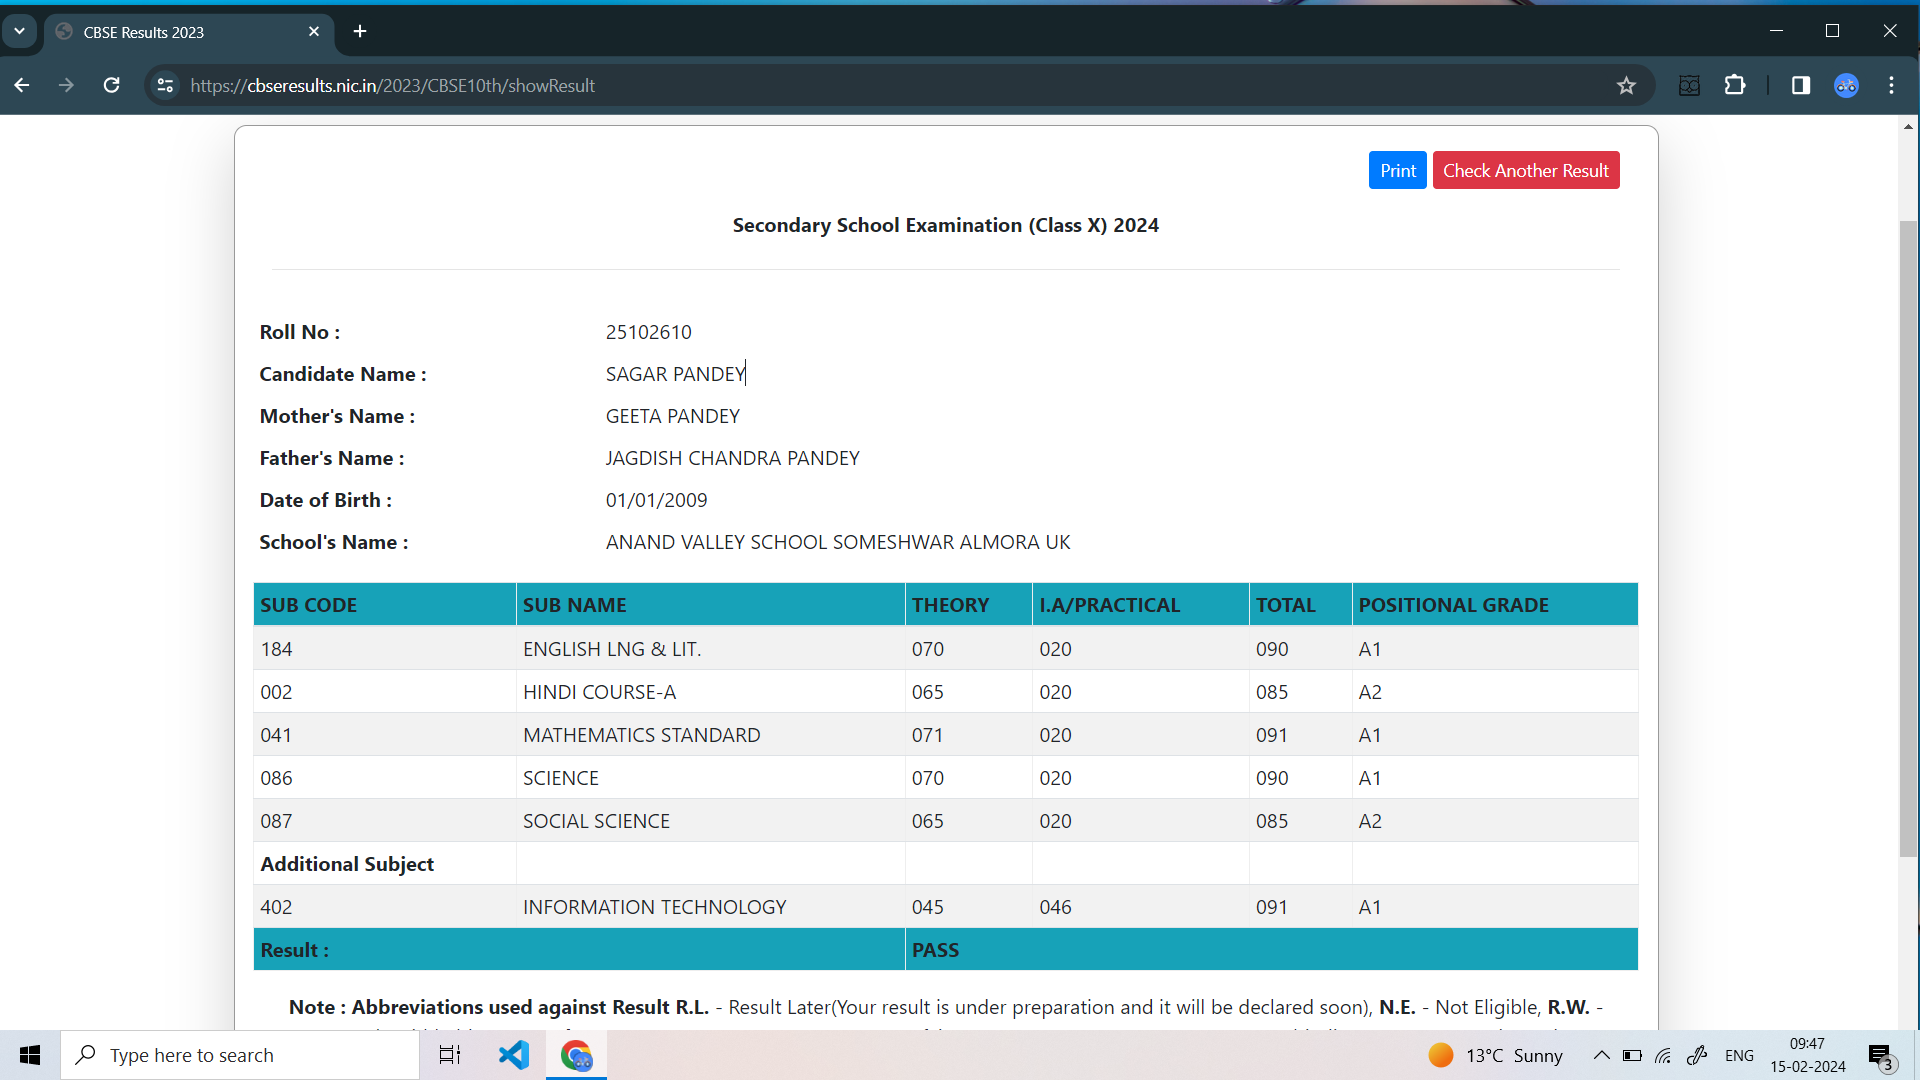 CBSE Results 2023
https://cbseresults.nic.in/2023/CBSE10th/showResult
Print Check Another Result
Secondary School Examination (Class X) 2024
Roll No : 25102610
Candidate Name : SAGAR PANDEY
Mother's Name : GEETA PANDEY
Father's Name : JAGDISH CHANDRA PANDEY
Date of Birth : 01/01/2009
School's Name : ANAND VALLEY SCHOOL SOMESHWAR ALMORA UK
SUB CODE SUB NAME THEORY I.A/PRACTICAL TOTAL POSITIONAL GRADE
184 ENGLISH LNG & LIT. 070 020 090 A1
002 HINDI COURSE-A 065 020 085 A2
041 MATHEMATICS STANDARD 071 020 091 A1
086 SCIENCE 070 020 090 A1
087 SOCIAL SCIENCE 065 020 085 A2
Additional Subject
402 INFORMATION TECHNOLOGY 045 046 091 A1
Result : PASS
Note : Abbreviations used against Result R.L. - Result Later(Your result is under preparation and it will be declared soon), N.E. - Not Eligible, R.W. -
Type here to search
13°C Sunny
ENG
09:47
15-02-2024
3